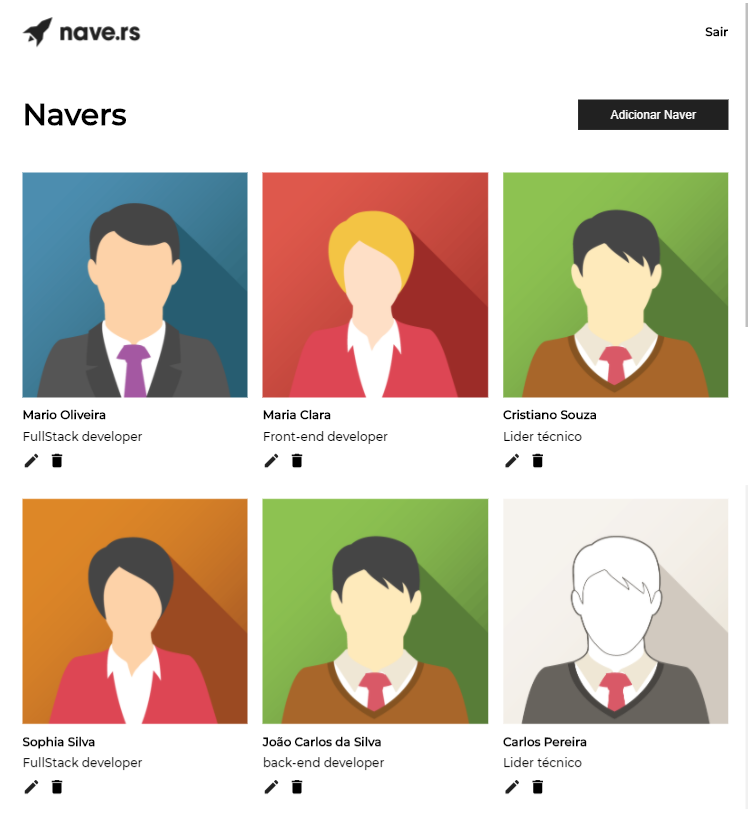 nave.rs
Sair
Navers
Adicionar Naver
Mario Oliveira
FullStack developer
Maria Clara
Front-end developer
Cristiano Souza
Lider técnico
Sophia Silva
FullStack developer
João Carlos da Silva
back-end developer
Carlos Pereira
Lider técnico